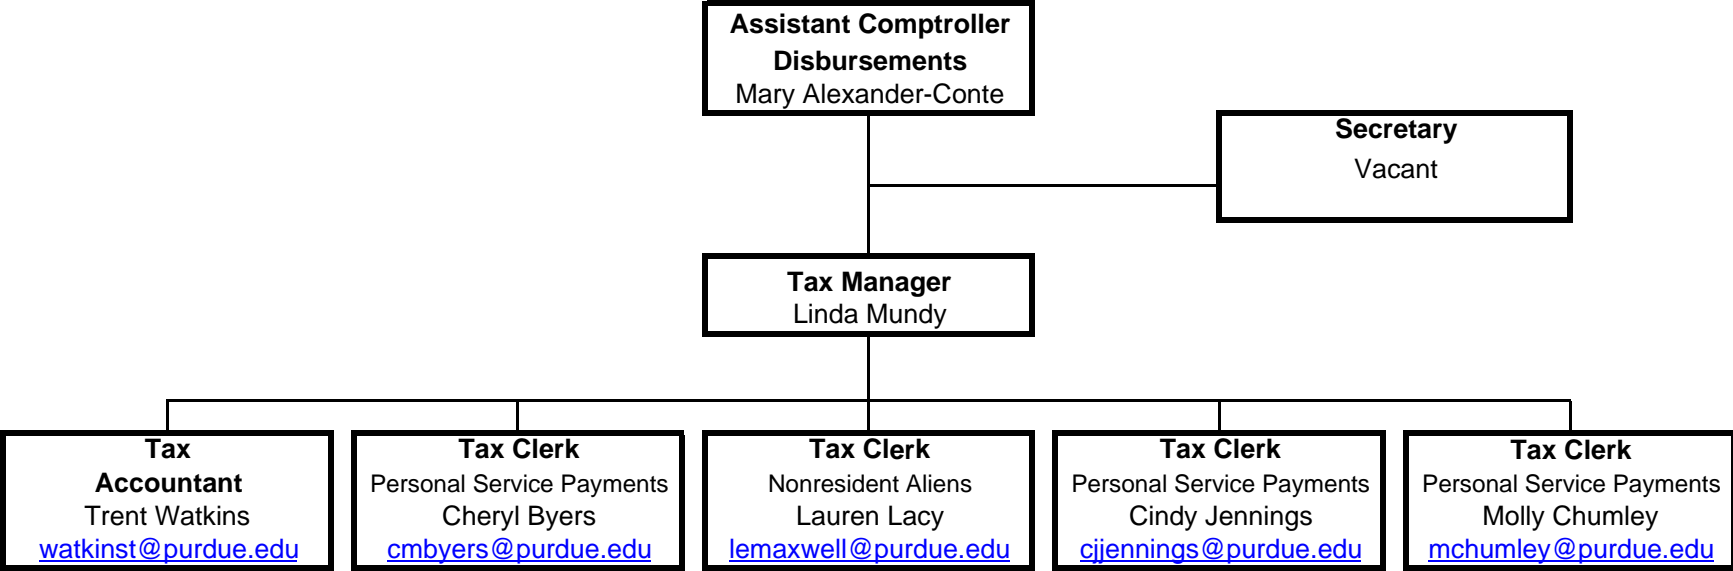 Assistant Comptroller
Disbursements
Mary Alexander-Conte
Secretary
Vacant
Tax Manager
Linda Mundy
Tax
Accountant
Trent Watkins
watkinst@purdue.edu
Tax Clerk
Personal Service Payments
Cheryl Byers
cmbyers@purdue.edu
Tax Clerk
Nonresident Aliens
Lauren Lacy
lemaxwell@purdue.edu
Tax Clerk
Personal Service Payments
Cindy Jennings
cjjennings@purdue.edu
Tax Clerk
Personal Service Payments
Molly Chumley
mchumley@purdue.edu